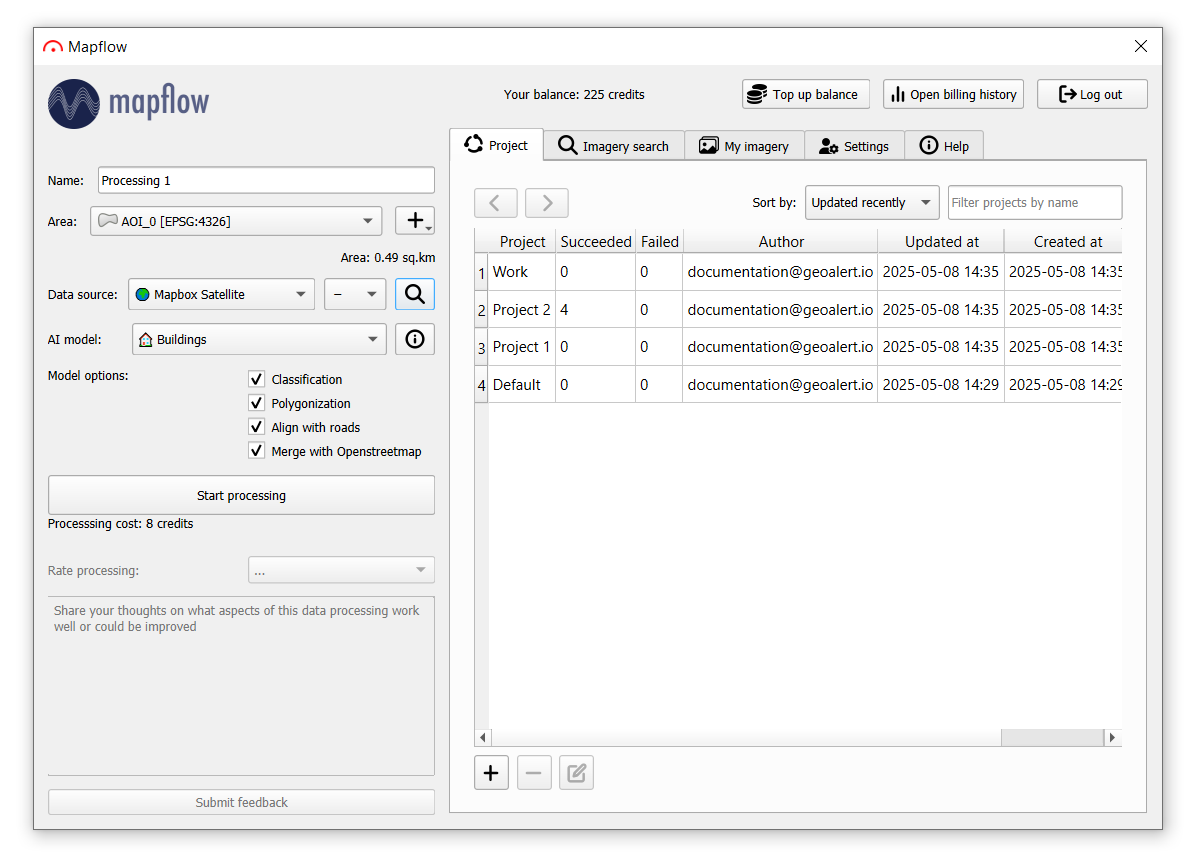 Mapflow
mapflow
Your balance: 225 credits
Top up balance
Open billing history
Log out
Name: Processing 1
Area: AOI_0 [EPSG:4326]
Area: 0.49 sq.km
Data source: Mapbox Satellite –
AI model: Buildings
Model options: Classification
Polygonization
Align with roads
Merge with Openstreetmap
Start processing
Processsing cost: 8 credits
Rate processing: ...
Share your thoughts on what aspects of this data processing work
well or could be improved
Submit feedback
Project Imagery search My imagery Settings Help
Sort by: Updated recently Filter projects by name
Project Succeeded Failed Author Updated at Created at
1 Work 0 0 documentation@geoalert.io 2025-05-08 14:35 2025-05-08 14:35
2 Project 2 4 0 documentation@geoalert.io 2025-05-08 14:35 2025-05-08 14:35
3 Project 1 0 0 documentation@geoalert.io 2025-05-08 14:35 2025-05-08 14:35
4 Default 0 0 documentation@geoalert.io 2025-05-08 14:29 2025-05-08 14:29